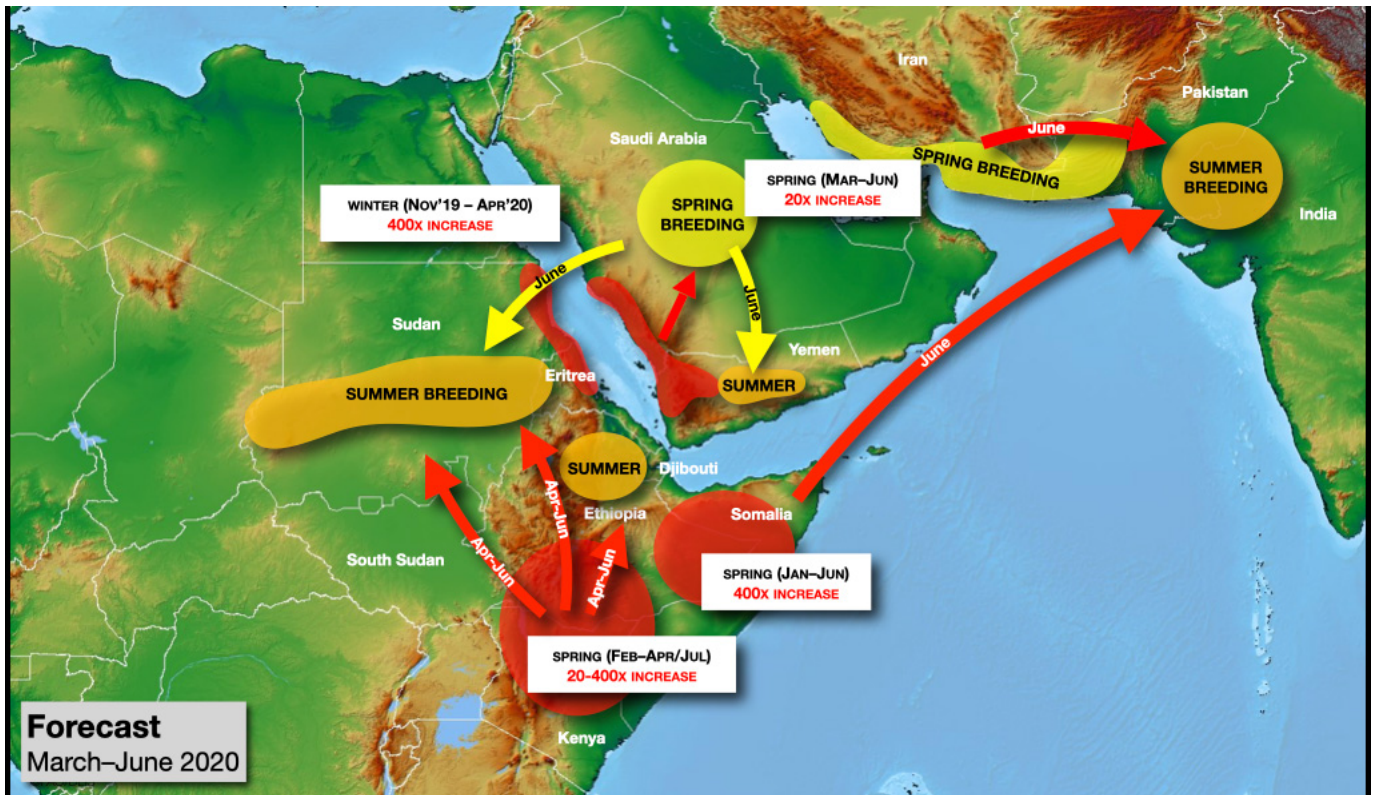 Iran
Pakistan
Saudi Arabia
June
SPRING BREEDING
SUMMER
BREEDING
SPRING (MAR–JUN)
20X INCREASE
WINTER (NOV'19 – APR'20)
400X INCREASE
SPRING
BREEDING
India
June
June
Sudan
Yemen
June
Eritrea
SUMMER
SUMMER BREEDING
SUMMER
Djibouti
Apr-Jun
Ethiopia
Somalia
South Sudan
Apr-Jun
Apr-Jun
SPRING (JAN–JUN)
400X INCREASE
SPRING (FEB–APR/JUL)
20-400X INCREASE
Kenya
Forecast
March–June 2020